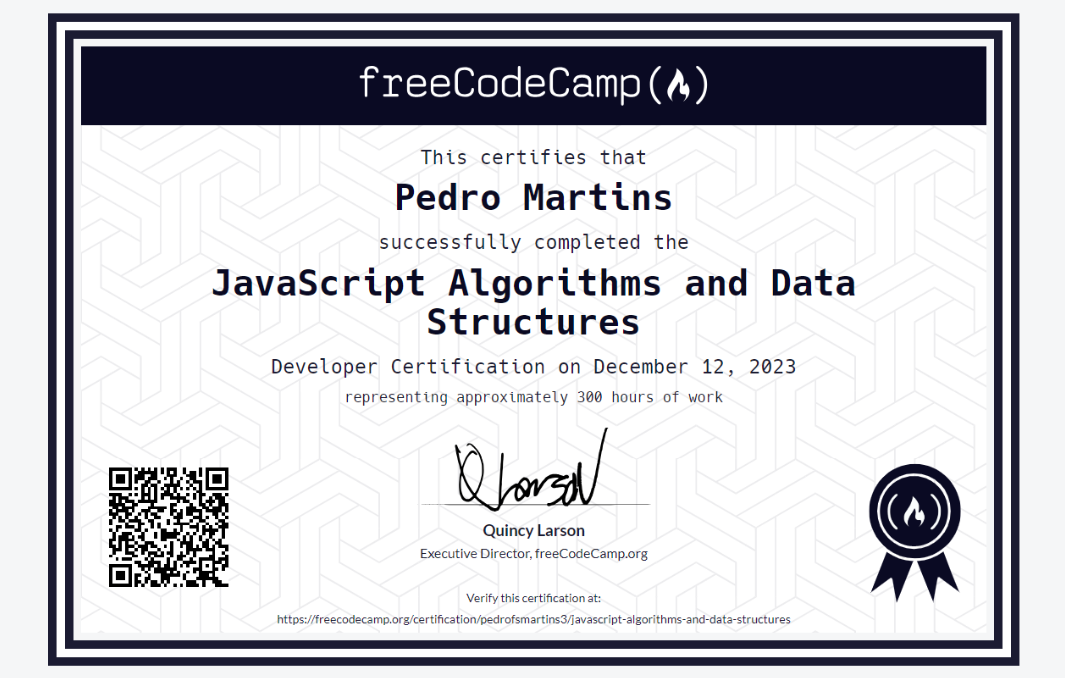 freeCodeCamp
This certifies that
Pedro Martins
successfully completed the
JavaScript Algorithms and Data
Structures
Developer Certification on December 12, 2023
representing approximately 300 hours of work
Q Larson
Quincy Larson
Executive Director, freeCodeCamp.org
Verify this certification at:
https://freecodecamp.org/certification/pedrofsmartins3/javascript-algorithms-and-data-structures